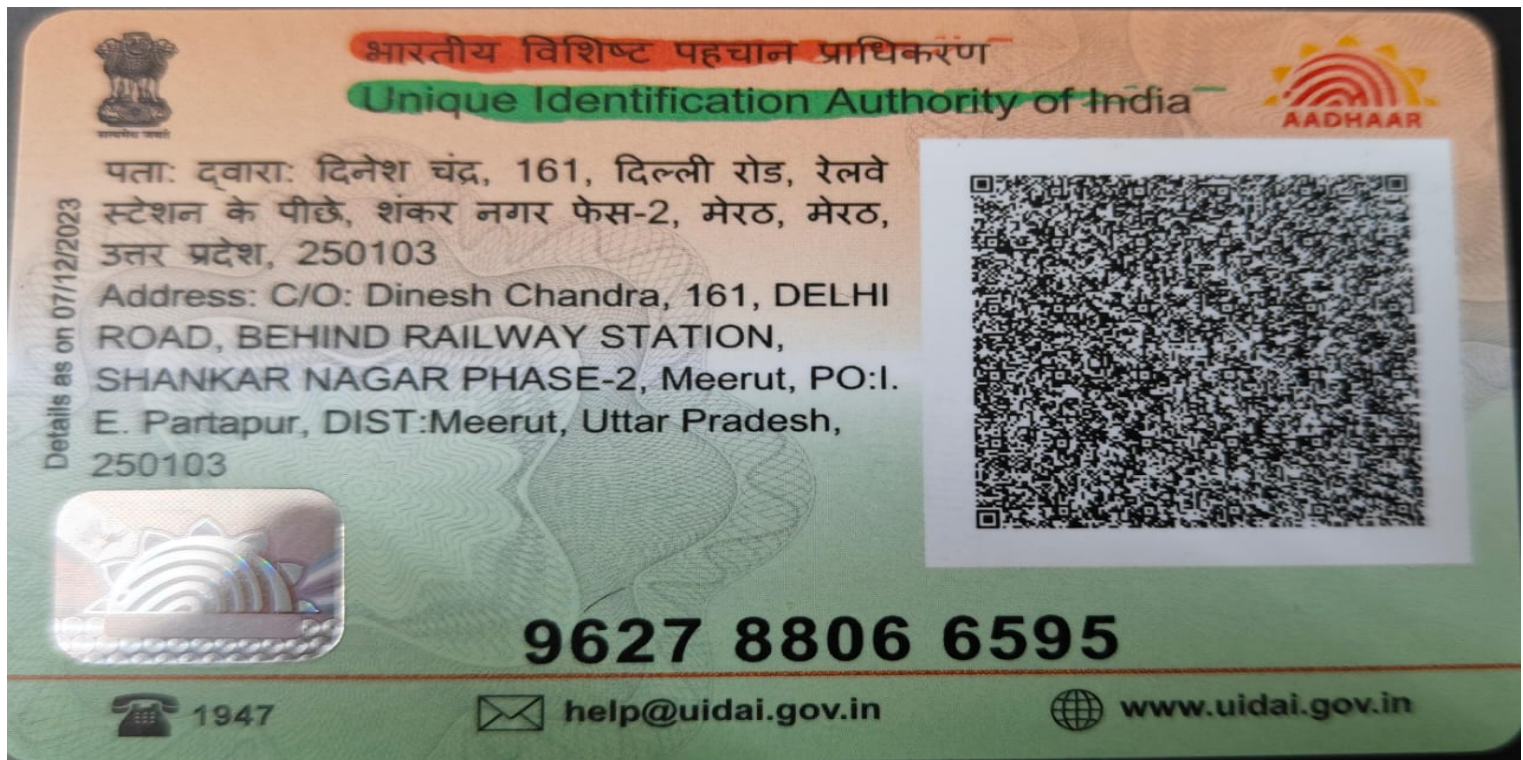 भारतीय विशिष्ट पहचान प्राधिकरण
Unique Identification Authority of India
AADHAAR
पता: द्वारा: दिनेश चंद्र, 161, दिल्ली रोड, रेलवे
स्टेशन के पीछे, शंकर नगर फेस-2, मेरठ, मेरठ,
उत्तर प्रदेश, 250103
Address: C/O: Dinesh Chandra, 161, DELHI
ROAD, BEHIND RAILWAY STATION,
SHANKAR NAGAR PHASE-2, Meerut, PO:I.
E. Partapur, DIST:Meerut, Uttar Pradesh,
250103
Details as on 07/12/2023
9627 8806 6595
1947
help@uidai.gov.in
www.uidai.gov.in